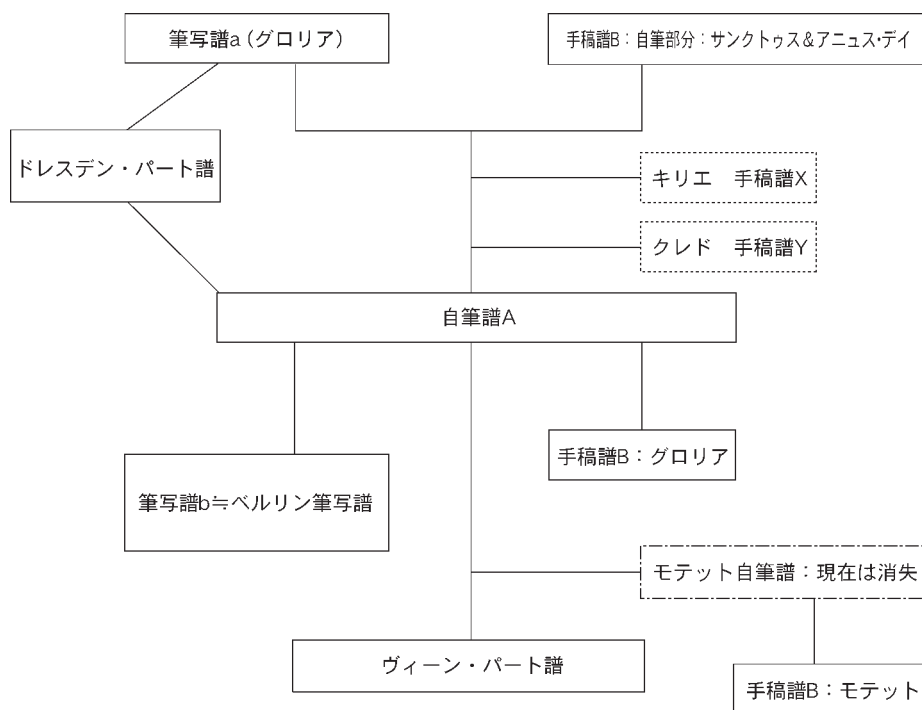 筆写譜a（グロリア）
手稿譜B：自筆部分：サンクトゥス＆アニュス・デイ
ドレスデン・パート譜
キリエ　手稿譜X
クレド　手稿譜Y
自筆譜A
手稿譜B：グロリア
筆写譜b≒ベルリン筆写譜
モテット自筆譜：現在は消失
ヴィーン・パート譜
手稿譜B：モテット